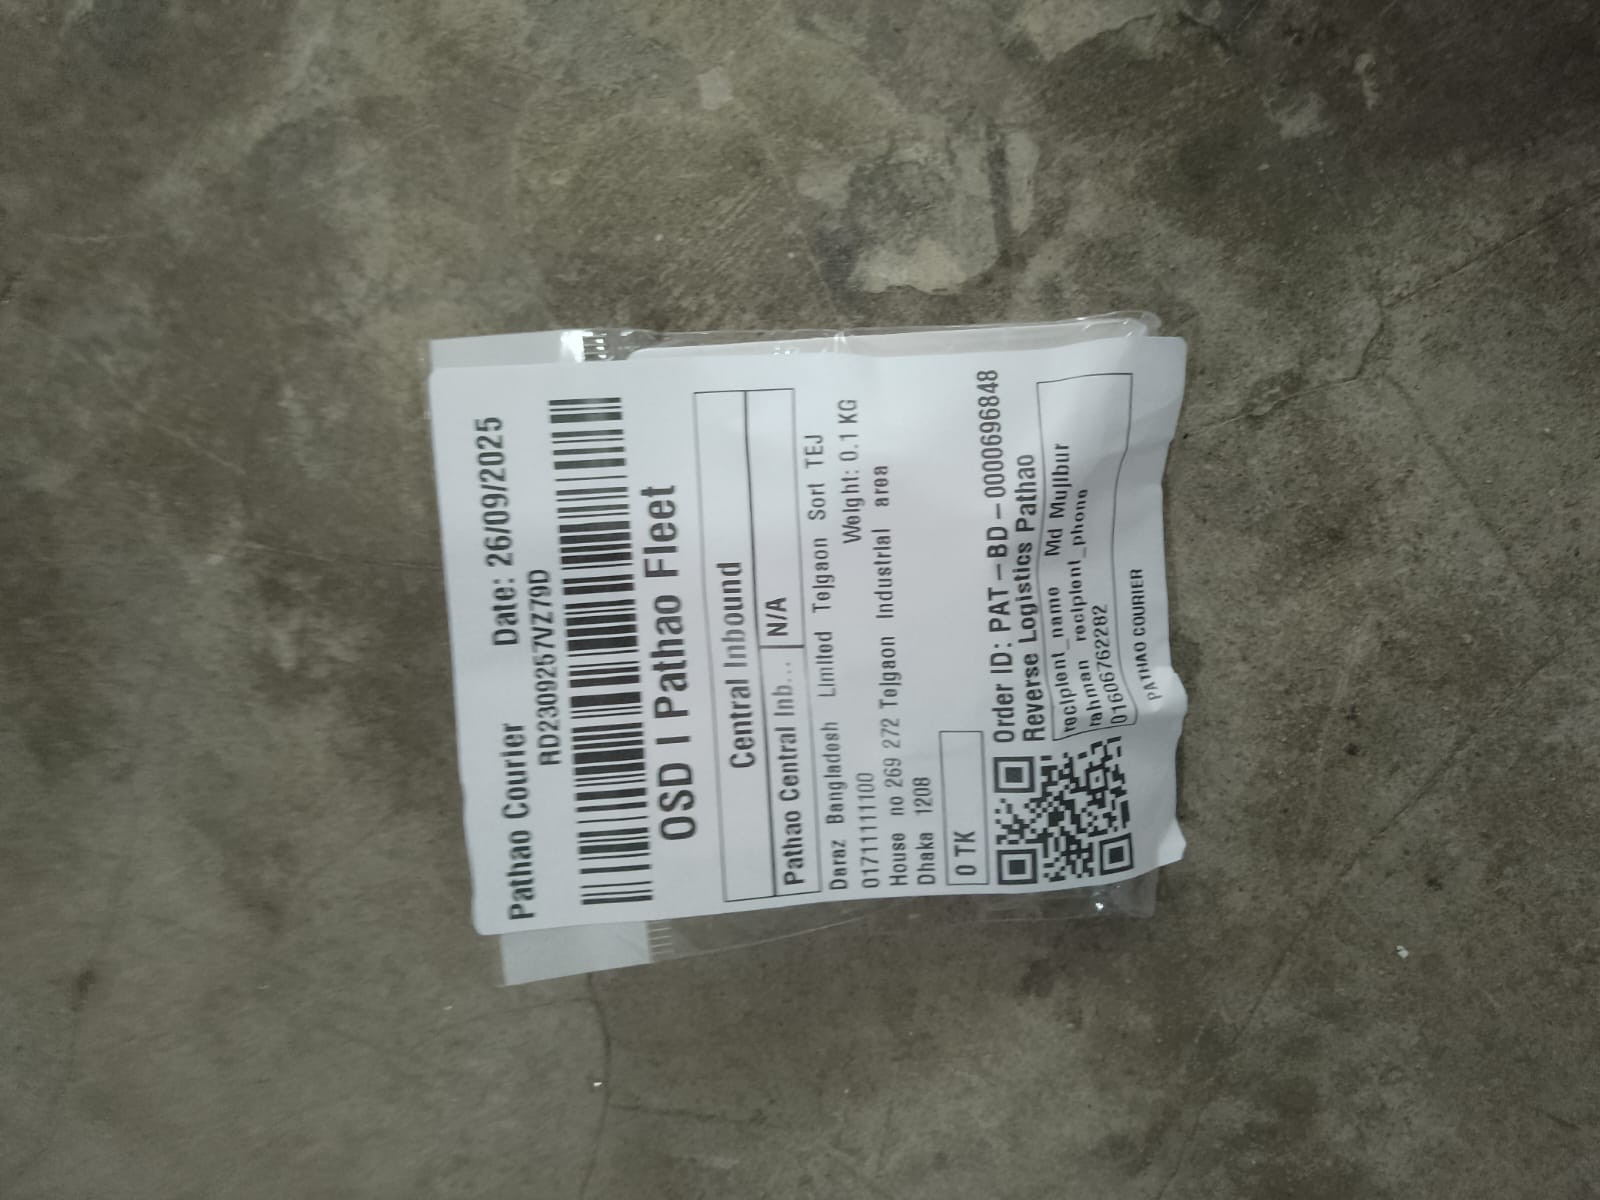 Pathao Courier Date: 26/09/2025
RD2309257VZ79D
OSD | Pathao Fleet
Central Inbound
Pathao Central Inb... N/A
Daraz Bangladesh Limited Tejgaon Sort TEJ
01711111100 Weight: 0.1 KG
House no 269 272 Tejgaon Industrial area
Dhaka 1208
0 TK
Order ID: PAT-BD-0000696848
Reverse Logistics Pathao
recipient_name Md Mujibur
rahman recipient_phone
01606762282
PATHAO COURIER